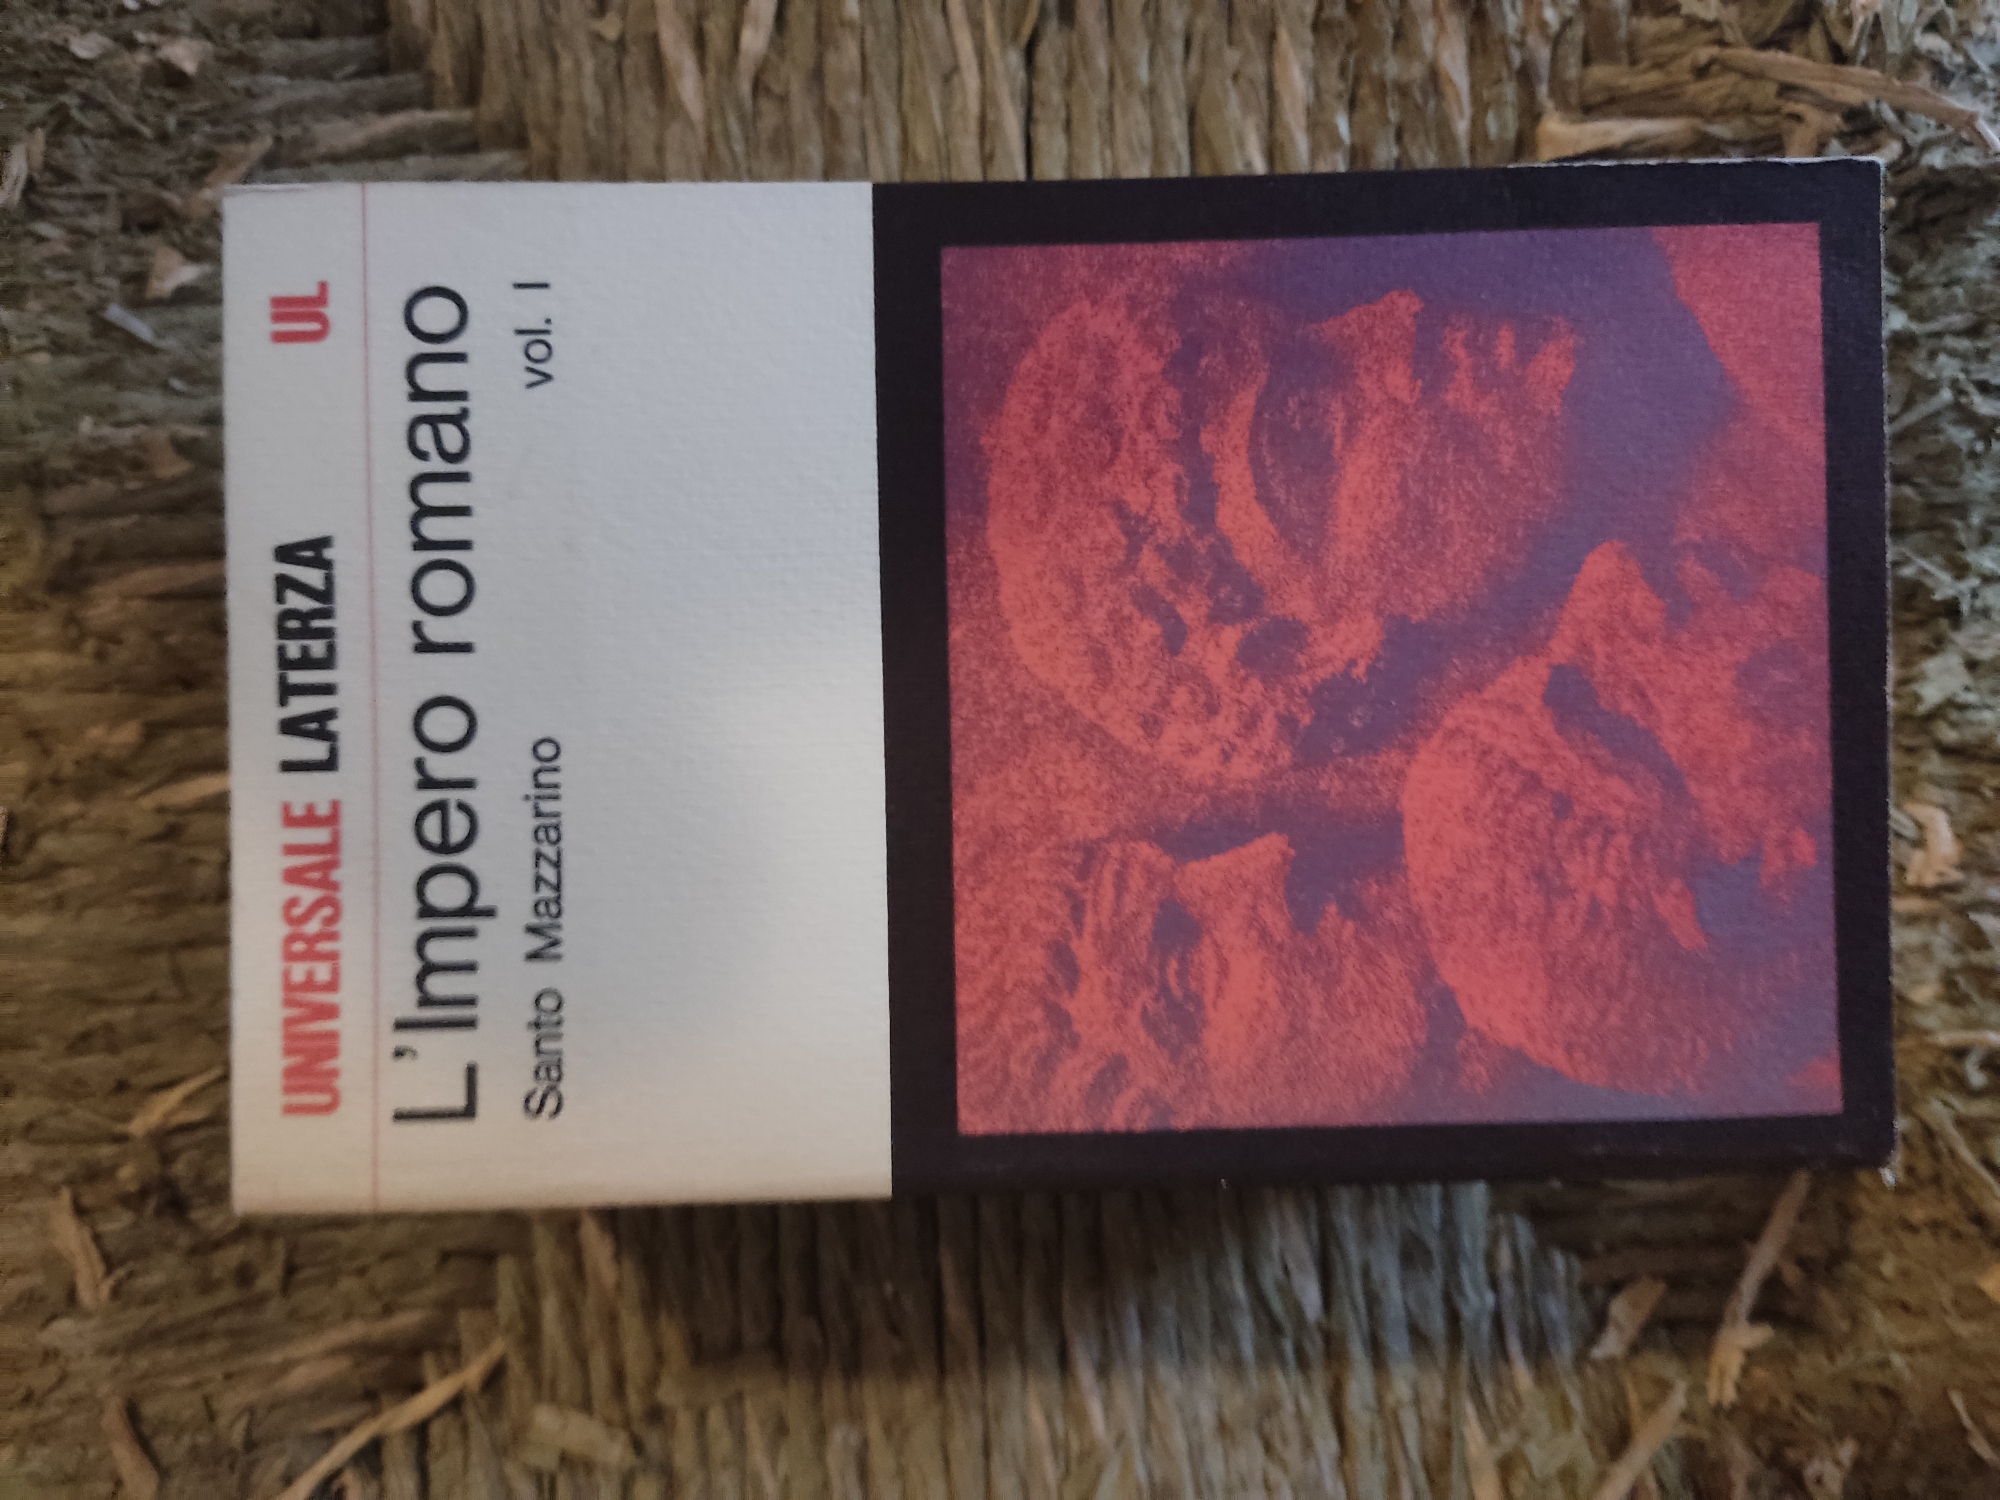 UNIVERSALE LATERZA UL
L'Impero romano
Santo Mazzarino vol. I